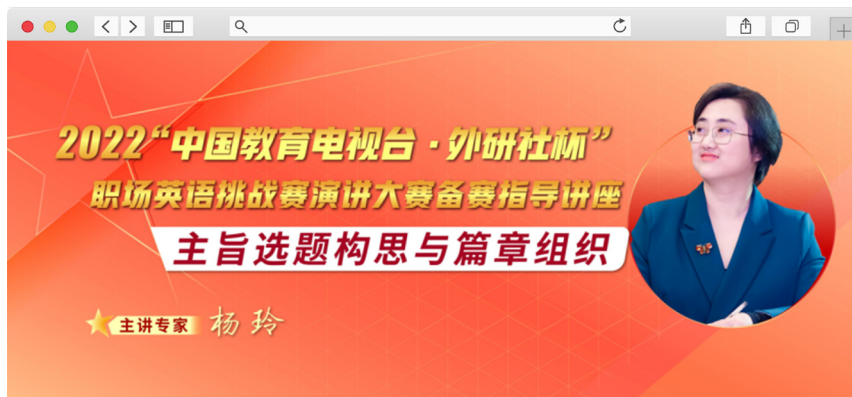 2022“中国教育电视台·外研社杯”
职场英语挑战赛演讲大赛备赛指导讲座
主旨选题构思与篇章组织
主讲专家 杨玲